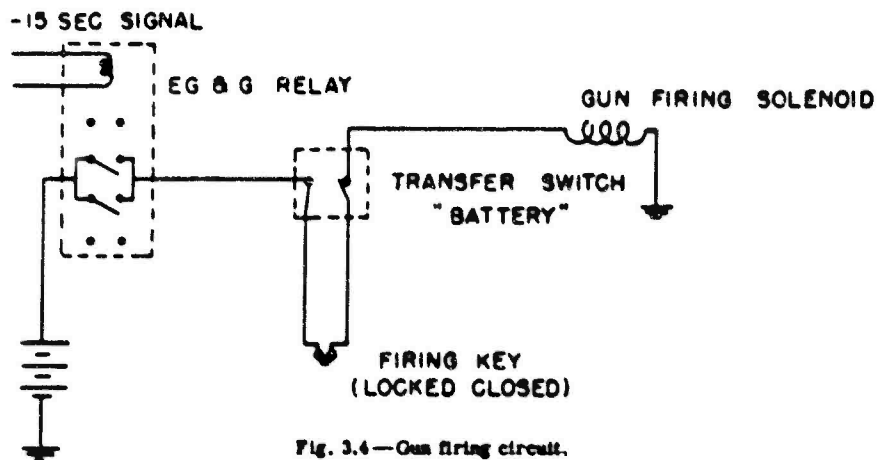 -15 SEC SIGNAL
EG & G RELAY
GUN FIRING SOLENOID
TRANSFER SWITCH
"BATTERY"
FIRING KEY
(LOCKED CLOSED)
Fig. 3.4—Gun firing circuit.